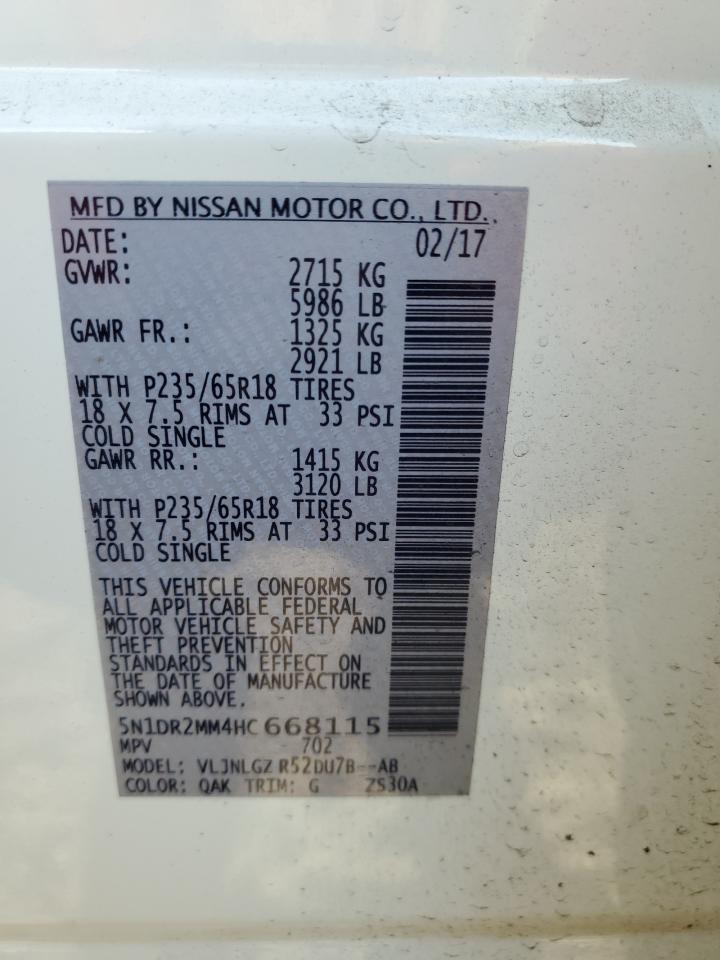 MFD BY NISSAN MOTOR CO., LTD.
DATE: 02/17
GVWR: 2715 KG
5986 LB
GAWR FR.: 1325 KG
2921 LB
WITH P235/65R18 TIRES
18 X 7.5 RIMS AT 33 PSI
COLD SINGLE
GAWR RR.: 1415 KG
3120 LB
WITH P235/65R18 TIRES
18 X 7.5 RIMS AT 33 PSI
COLD SINGLE
THIS VEHICLE CONFORMS TO
ALL APPLICABLE FEDERAL
MOTOR VEHICLE SAFETY AND
THEFT PREVENTION
STANDARDS IN EFFECT ON
THE DATE OF MANUFACTURE
SHOWN ABOVE.
5N1DR2MM4HC668115
MPV 702
MODEL: VLJNLGZ R52DU7B--AB
COLOR: QAK TRIM: G ZS30A